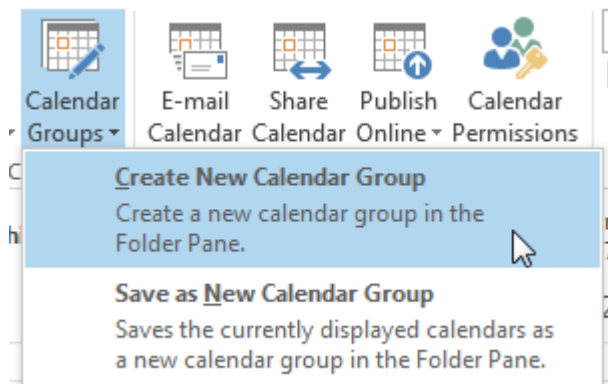 Calendar Groups
E-mail Calendar
Share Calendar
Publish Online
Calendar Permissions
Create New Calendar Group
Create a new calendar group in the
Folder Pane.
Save as New Calendar Group
Saves the currently displayed calendars as
a new calendar group in the Folder Pane.